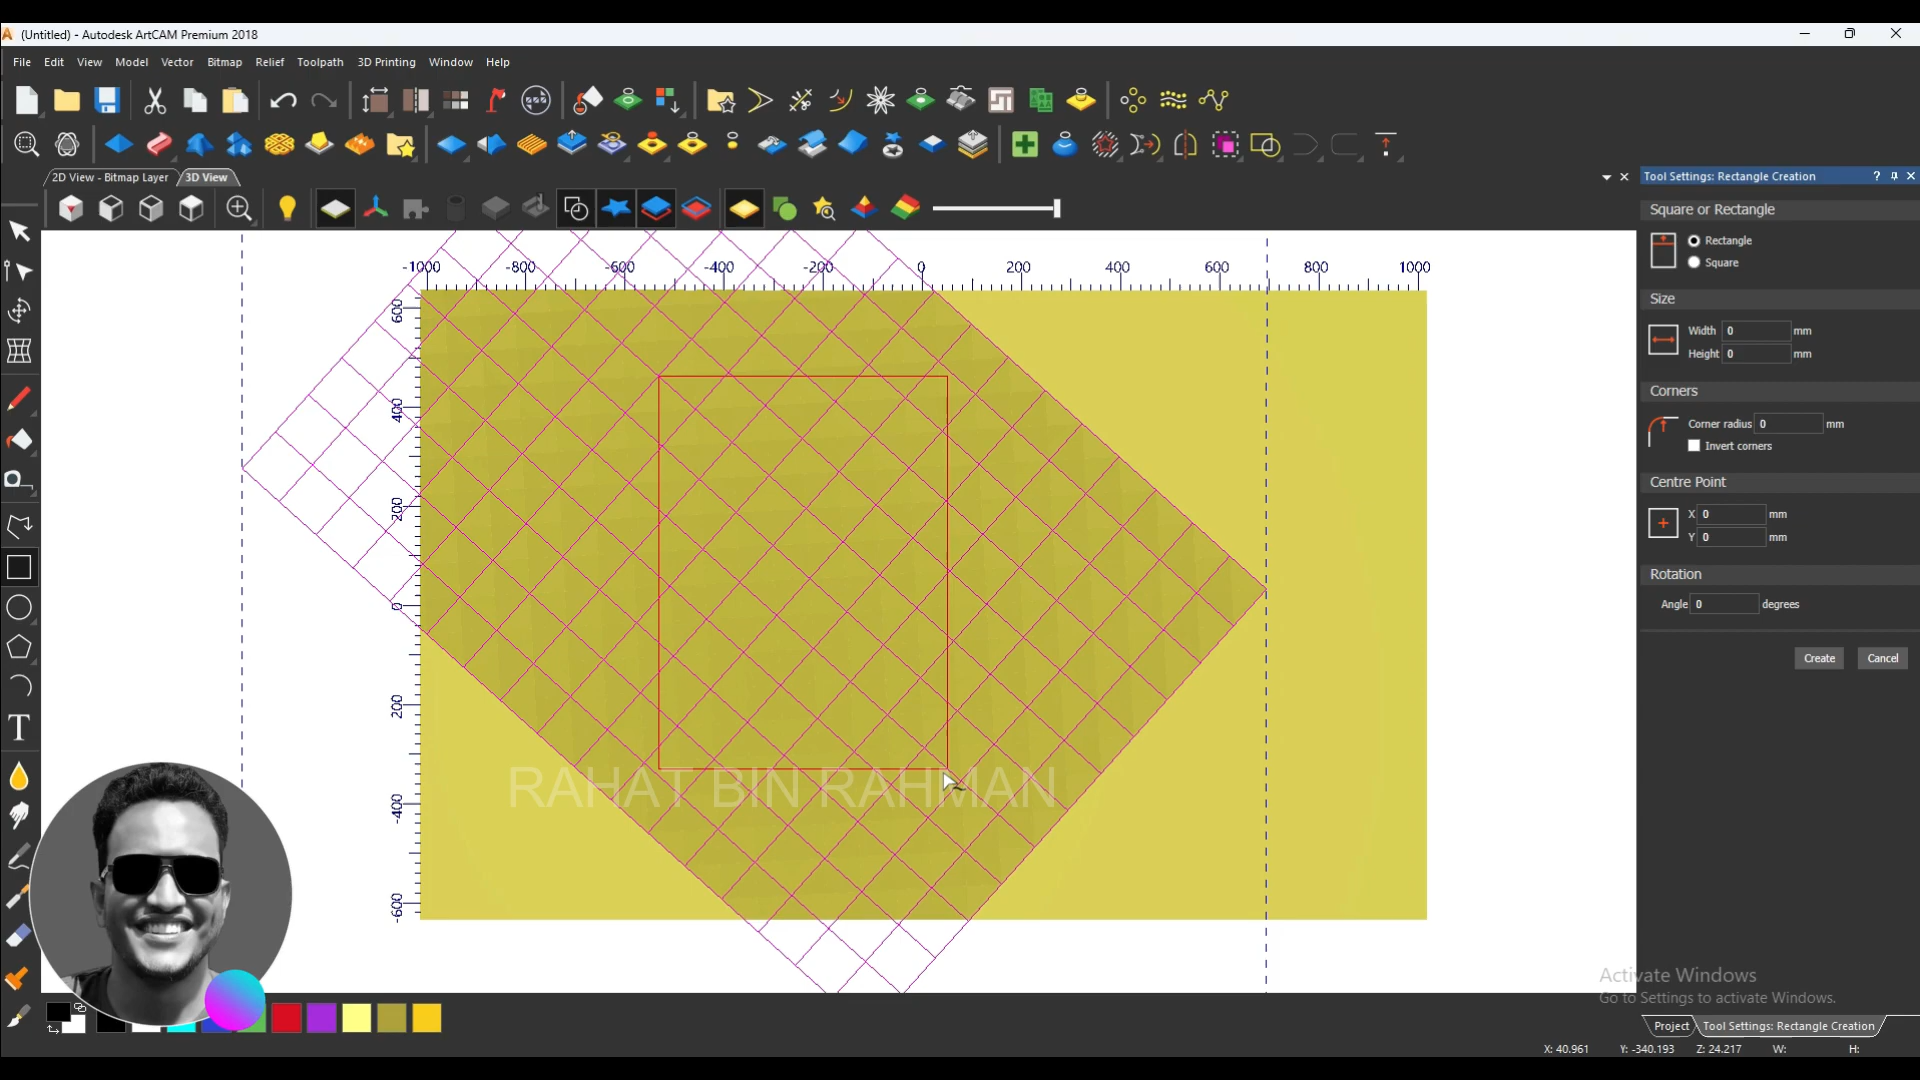 (Untitled) - Autodesk ArtCAM Premium 2018
File Edit View Model Vector Bitmap Relief Toolpath 3D Printing Window Help
2D View - Bitmap Layer 3D View
Tool Settings: Rectangle Creation
Square or Rectangle
Rectangle
Square
Size
Width 0 mm
Height 0 mm
Corners
Corner radius 0 mm
Invert corners
Centre Point
X 0 mm
Y 0 mm
Rotation
Angle 0 degrees
Create Cancel
-1000 -800 -600 -400 -200 0 200 400 600 800 1000
600
400
200
0
200
-400
-600
RAHAT BIN RAHMAN
Activate Windows
Go to Settings to activate Windows.
Project Tool Settings: Rectangle Creation
X: 40.961 Y: -340.193 Z: 24.217 W: H: